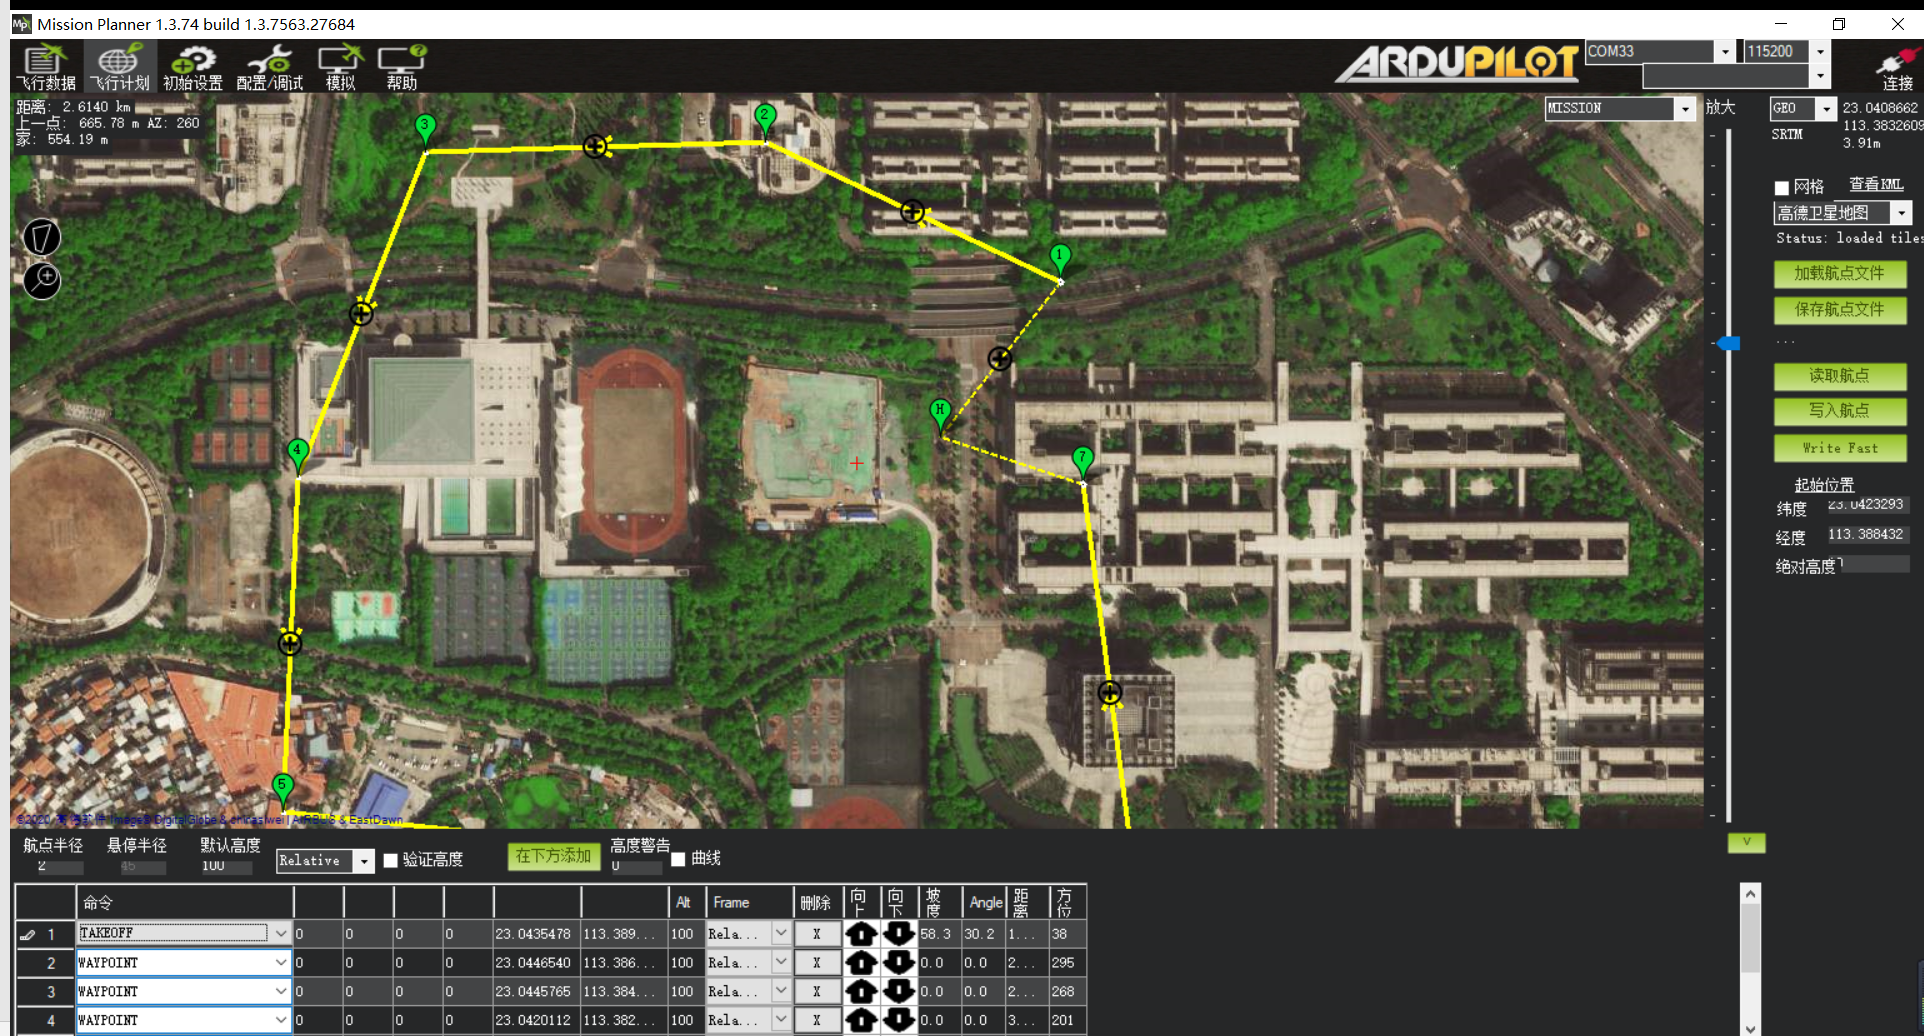 Mission Planner 1.3.74 build 1.3.7563.27684
飞行数据 飞行计划 初始设置 配置/调试 模拟 帮助
ARDUPILOT
COM33 115200
连接
距离: 2.6140 km
上一点: 665.78 m AZ: 260
家: 554.19 m
MISSION 放大
GEO 23.0408662
113.3832609
SRTM 3.91m
网格 查看KML
高德卫星地图
Status: loaded tiles
加载航点文件
保存航点文件
...
读取航点
写入航点
Write Fast
起始位置
纬度 23.0423293
经度 113.388432
绝对高度
3
2
1
H
4
7
5
航点半径 悬停半径 默认高度 高度警告
2 45 100 Relative 验证高度 在下方添加 0 曲线
V
命令 Alt Frame 删除 向上 向下 坡度 Angle 距离 方位
1 TAKEOFF 0 0 0 0 23.0435478 113.389... 100 Rela... X 58.3 30.2 1... 38
2 WAYPOINT 0 0 0 0 23.0446540 113.386... 100 Rela... X 0.0 0.0 2... 295
3 WAYPOINT 0 0 0 0 23.0445765 113.384... 100 Rela... X 0.0 0.0 2... 268
4 WAYPOINT 0 0 0 0 23.0420112 113.382... 100 Rela... X 0.0 0.0 3... 201